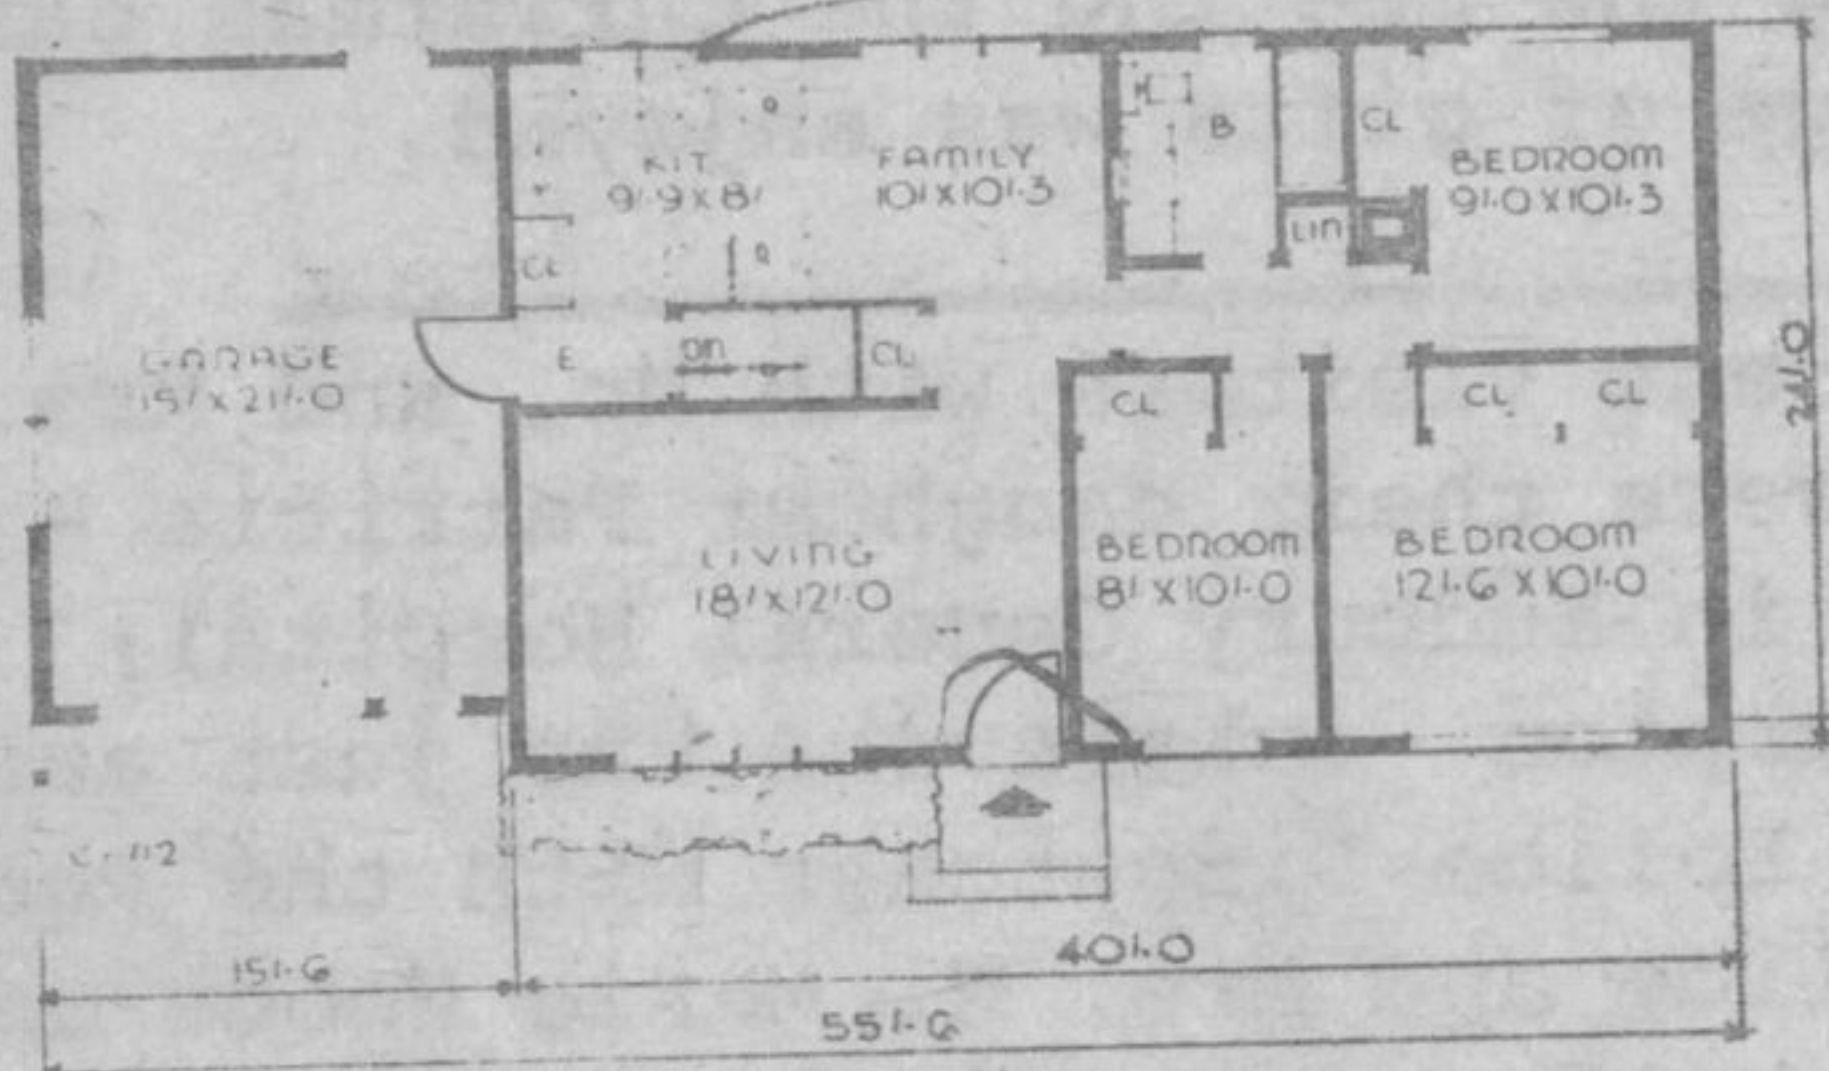 KIT
9'-9 X 8'
FAMILY
10' X 10'-3
B
CL
BEDROOM
9'-0 X 10'-3
LIN
CL
GARAGE
15' X 21'-0
E
DN
CL
CL
CL
CL
LIVING
18' X 12'-0
BEDROOM
8' X 10'-0
BEDROOM
12'-6 X 10'-0
15'-6
40'-0
55'-6